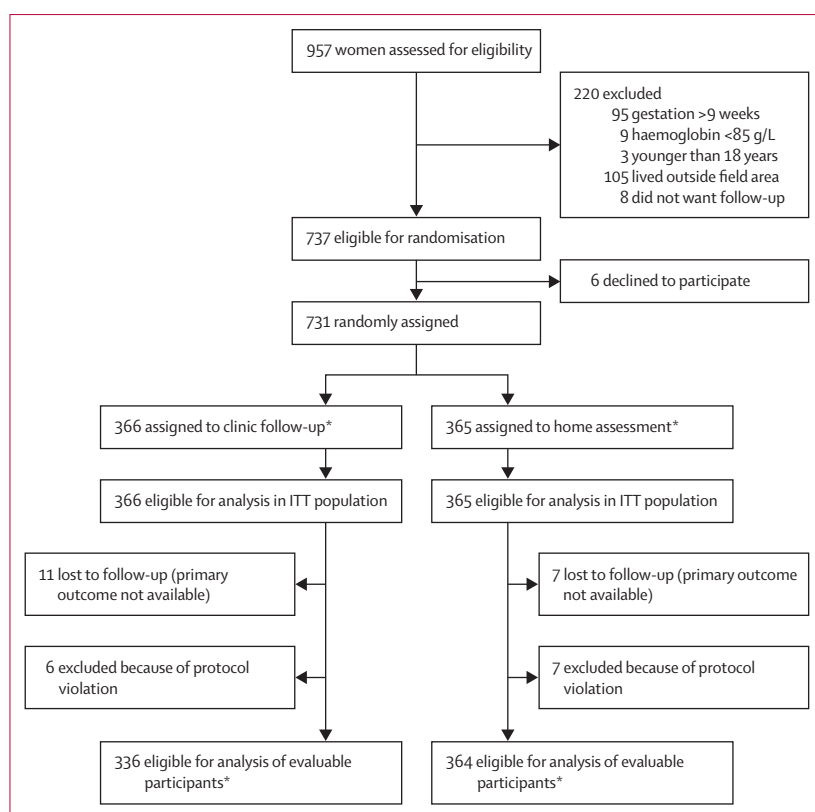 957 women assessed for eligibility
220 excluded
95 gestation >9 weeks
9 haemoglobin <85 g/L
3 younger than 18 years
105 lived outside field area
8 did not want follow-up
737 eligible for randomisation
6 declined to participate
731 randomly assigned
366 assigned to clinic follow-up*
365 assigned to home assessment*
366 eligible for analysis in ITT population
365 eligible for analysis in ITT population
11 lost to follow-up (primary
outcome not available)
7 lost to follow-up (primary outcome
not available)
6 excluded because of protocol
violation
7 excluded because of protocol
violation
336 eligible for analysis of evaluable
participants*
364 eligible for analysis of evaluable
participants*